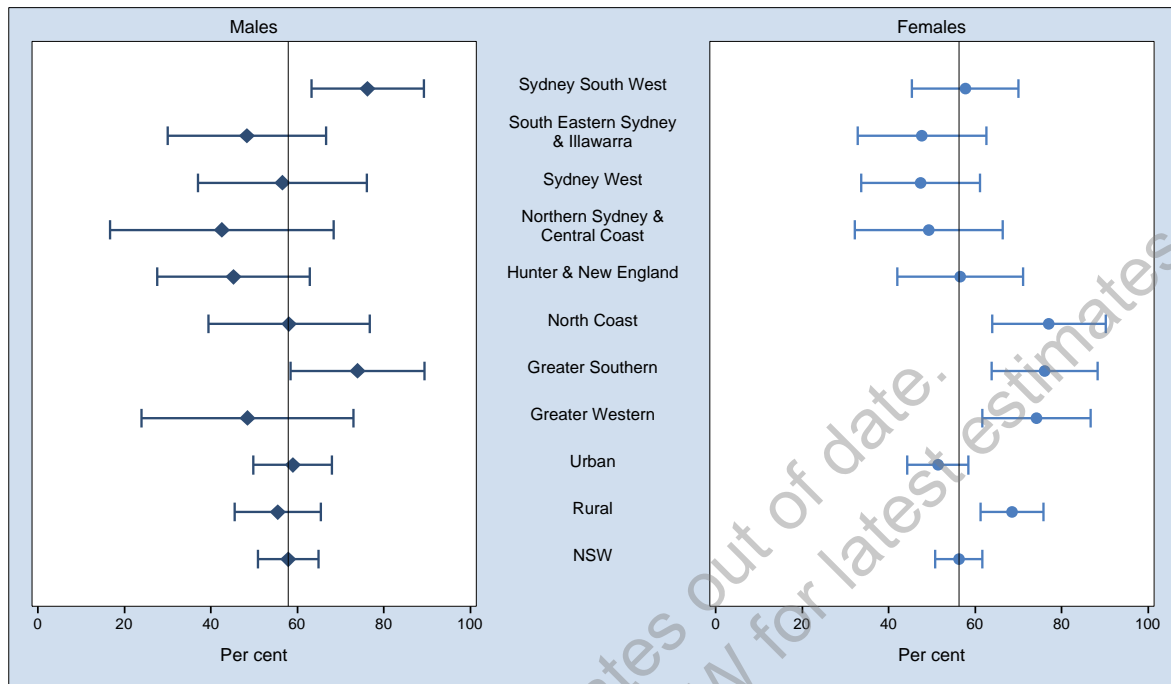 Males
Females
Sydney South West
South Eastern Sydney
& Illawarra
Sydney West
Northern Sydney &
Central Coast
Hunter & New England
North Coast
Greater Southern
Greater Western
Urban
Rural
NSW
0 20 40 60 80 100
0 20 40 60 80 100
Per cent
Per cent
ates out of date.
W for latest estimates